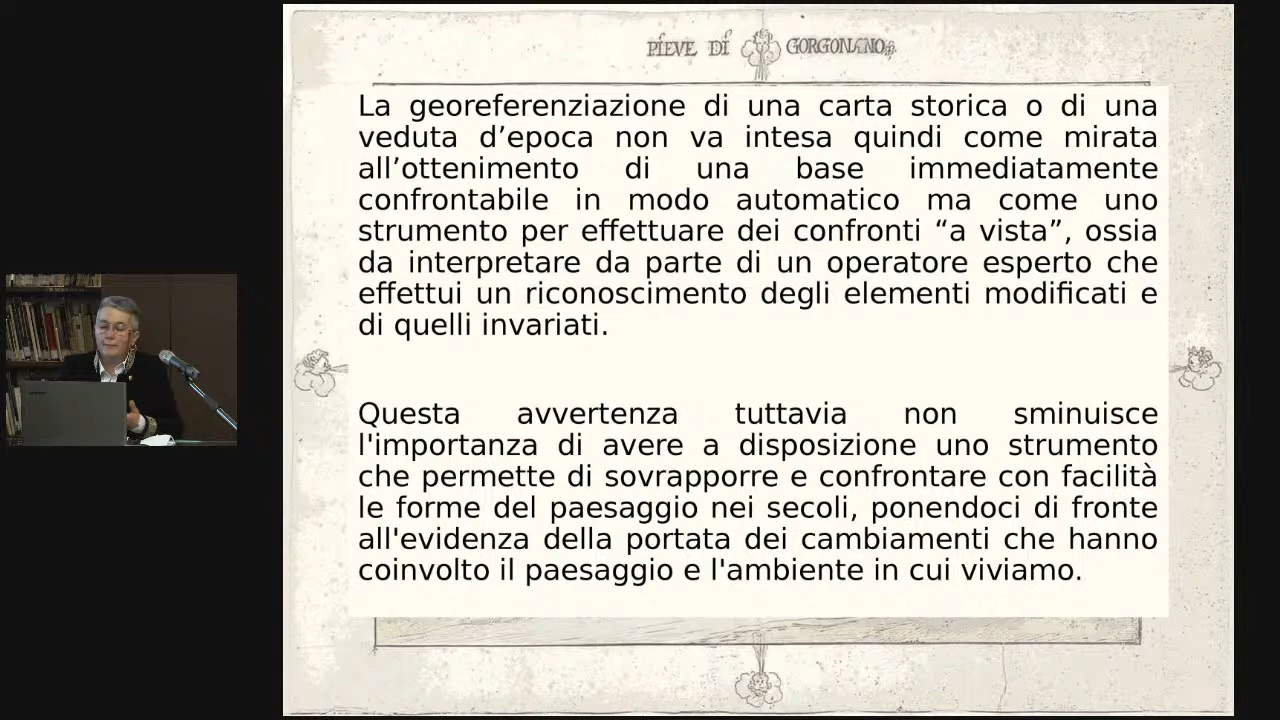 PIEVE DI GORGONIANO
La georeferenziazione di una carta storica o di una
veduta d’epoca non va intesa quindi come mirata
all’ottenimento di una base immediatamente
confrontabile in modo automatico ma come uno
strumento per effettuare dei confronti “a vista”, ossia
da interpretare da parte di un operatore esperto che
effettui un riconoscimento degli elementi modificati e
di quelli invariati.
Questa avvertenza tuttavia non sminuisce
l'importanza di avere a disposizione uno strumento
che permette di sovrapporre e confrontare con facilità
le forme del paesaggio nei secoli, ponendoci di fronte
all'evidenza della portata dei cambiamenti che hanno
coinvolto il paesaggio e l'ambiente in cui viviamo.